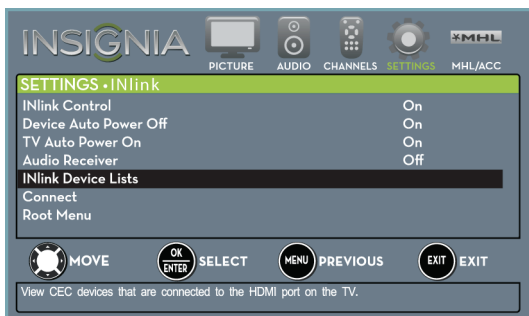 INSIGNIA
PICTURE AUDIO CHANNELS SETTINGS MHL/ACC
MHL
SETTINGS • INlink
INlink Control On
Device Auto Power Off On
TV Auto Power On On
Audio Receiver Off
INlink Device Lists
Connect
Root Menu
MOVE OK ENTER SELECT MENU PREVIOUS EXIT EXIT
View CEC devices that are connected to the HDMI port on the TV.